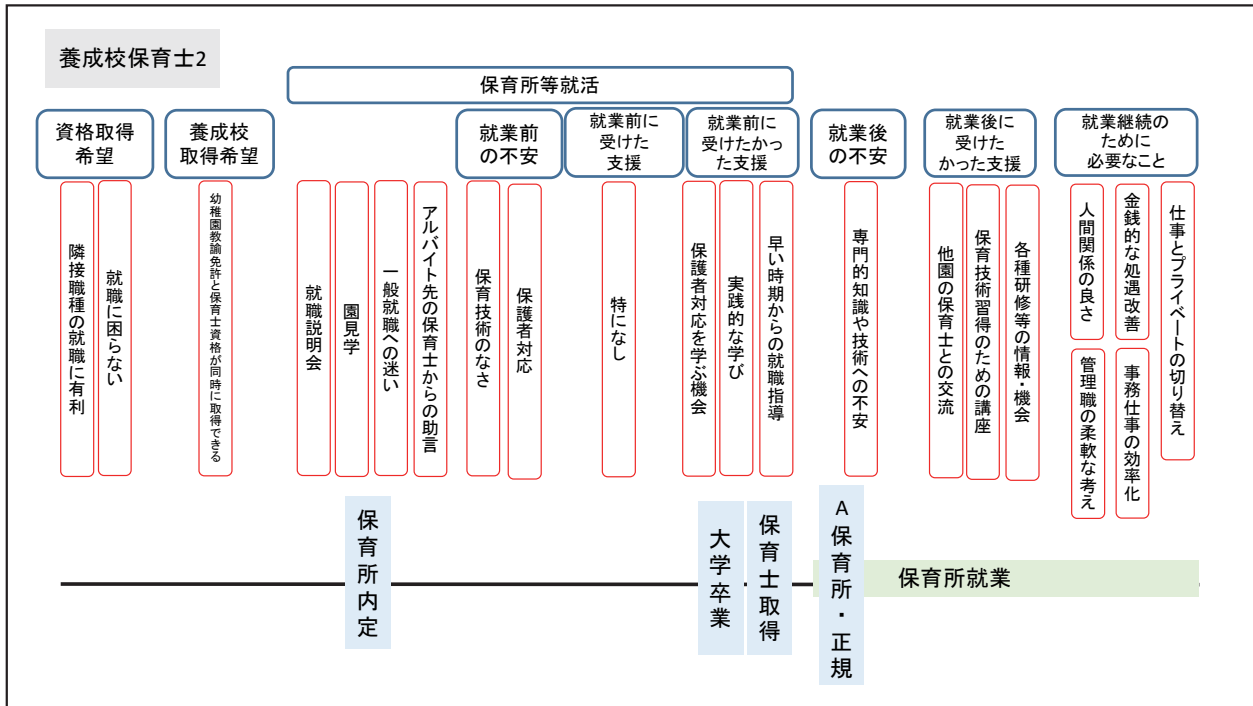 養成校保育士2
保育所等就活
資格取得
希望
養成校
取得希望
就業前
の不安
就業前に
受けた
支援
就業前に
受けたかっ
た支援
就業後
の不安
就業後に
受けた
かった支援
就業継続の
ために
必要なこと
隣接職種の就職に有利
就職に困らない
幼稚園教諭免許と保育士資格が同時に取得できる
就職説明会
園見学
一般就職への迷い
アルバイト先の保育士からの助言
保育技術のなさ
保護者対応
特になし
保護者対応を学ぶ機会
実践的な学び
早い時期からの就職指導
専門的知識や技術への不安
他園の保育士との交流
保育技術習得のための講座
各種研修等の情報・機会
人間関係の良さ
金銭的な処遇改善
仕事とプライベートの切り替え
管理職の柔軟な考え
事務仕事の効率化
保育所内定
大学卒業
保育士取得
A保育所・正規
保育所就業